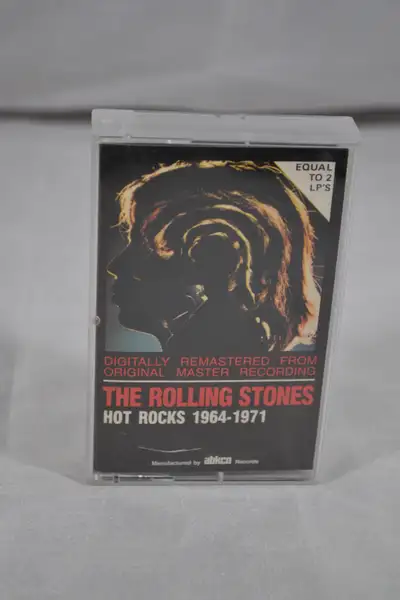 EQUAL
TO 2
LP'S
DIGITALLY REMASTERED FROM
ORIGINAL MASTER RECORDING
THE ROLLING STONES
HOT ROCKS 1964-1971
Manufactured by abkco Records